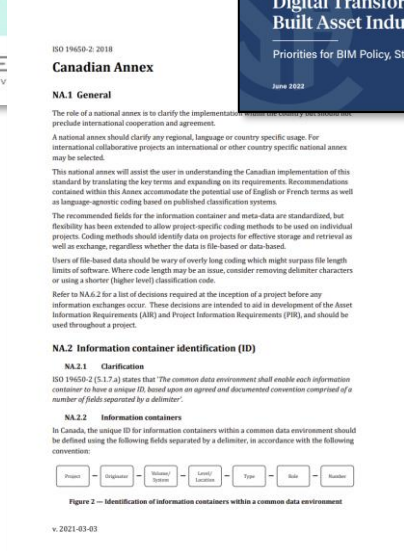 Digital Transfor
Built Asset Indu
Priorities for BIM Policy, St
June 2022
ISO 19650-2: 2018
Canadian Annex
NA.1 General
The role of a national annex is to clarify the implementation within the country but should not
preclude international cooperation and agreement.
A national annex should clarify any regional, language or country specific usage. For
international collaborative projects an international or other country specific national annex
may be selected.
This national annex will assist the user in understanding the Canadian implementation of this
standard by translating the key terms and expanding on its requirements. Recommendations
contained within this Annex accommodate the potential use of English or French terms as well
as language-agnostic coding based on published classification systems.
The recommended fields for the information container and meta-data are standardized, but
flexibility has been extended to allow project-specific coding methods to be used on individual
projects. Coding methods should identify data on projects for effective storage and retrieval as
well as exchange, regardless whether the data is file-based or data-based.
Users of file-based data should be wary of overly long coding which might surpass file length
limits of software. Where code length may be an issue, consider removing delimiter characters
or using a shorter (higher level) classification code.
Refer to NA.6.2 for a list of decisions required at the inception of a project before any
information exchanges occur. These decisions are intended to aid in development of the Asset
Information Requirements (AIR) and Project Information Requirements (PIR), and should be
used throughout a project.
NA.2 Information container identification (ID)
NA.2.1 Clarification
ISO 19650-2 (5.1.7.a) states that 'The common data environment shall enable each information
container to have a unique ID, based upon an agreed and documented convention comprised of a
number of fields separated by a delimiter'.
NA.2.2 Information containers
In Canada, the unique ID for information containers within a common data environment should
be defined using the following fields separated by a delimiter, in accordance with the following
convention:
Project – Originator – Volume/System – Level/Location – Type – Role – Number
Figure 2 — Identification of information containers within a common data environment
v. 2021-03-03